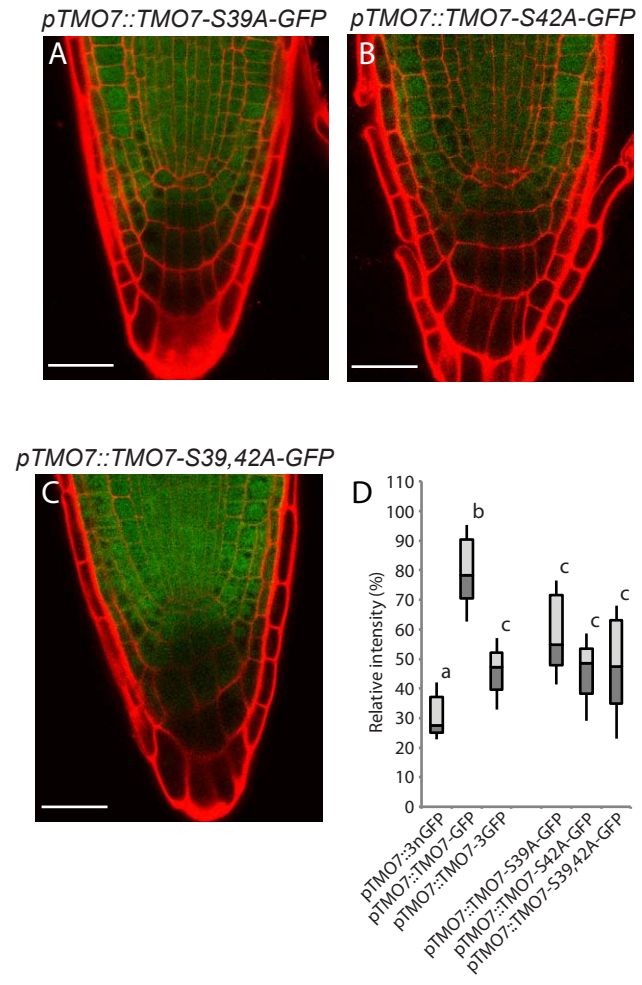 pTMO7::TMO7-S39A-GFP
pTMO7::TMO7-S42A-GFP
A
B
pTMO7::TMO7-S39,42A-GFP
C
D
110
100
90
80
70
60
50
40
30
20
10
0
Relative intensity (%)
a
b
c
c
c
c
pTMO7::3nGFP
pTMO7::TMO7-GFP
pTMO7::TMO7-3GFP
pTMO7::TMO7-S39A-GFP
pTMO7::TMO7-S42A-GFP
pTMO7::TMO7-S39,42A-GFP